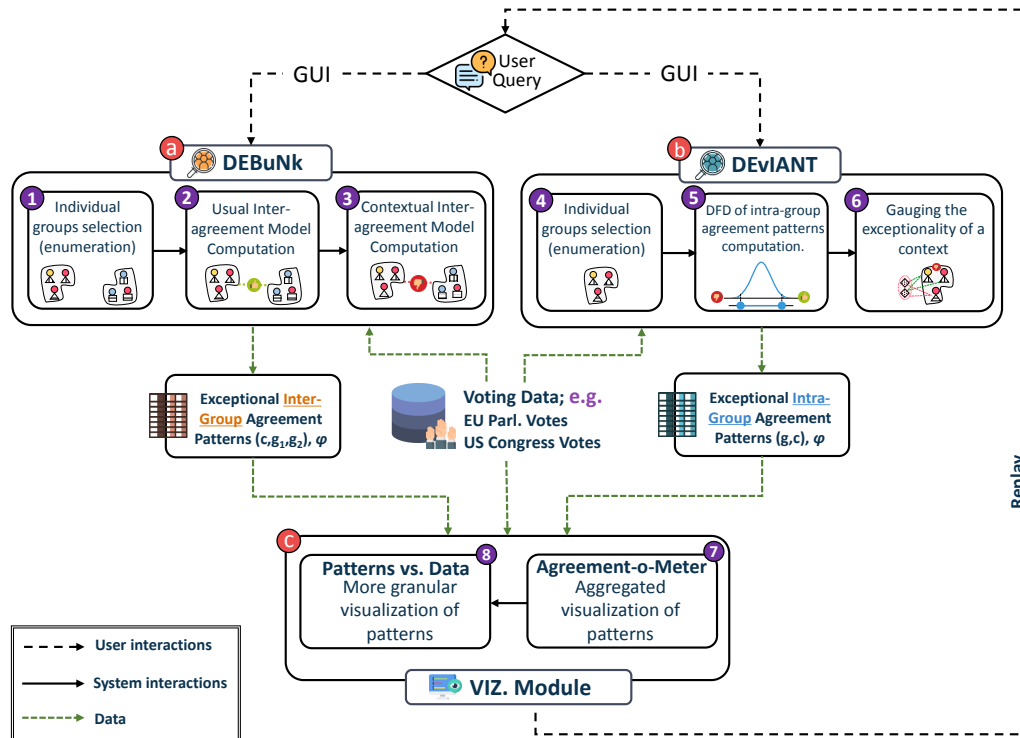 User
Query
GUI
GUI
a
DEBuNk
b
DEvIANT
1
Individual
groups selection
(enumeration)
2
Usual Inter-
agreement Model
Computation
3
Contextual Inter-
agreement Model
Computation
4
Individual
groups selection
(enumeration)
5
DFD of intra-group
agreement patterns
computation.
6
Gauging the
exceptionality of a
context
Exceptional Inter-
Group Agreement
Patterns (c,g₁,g₂), φ
Voting Data; e.g.
EU Parl. Votes
US Congress Votes
Exceptional Intra-
Group Agreement
Patterns (g,c), φ
Replay
C
8
Patterns vs. Data
More granular
visualization of
patterns
7
Agreement-o-Meter
Aggregated
visualization of
patterns
VIZ. Module
User interactions
System interactions
Data